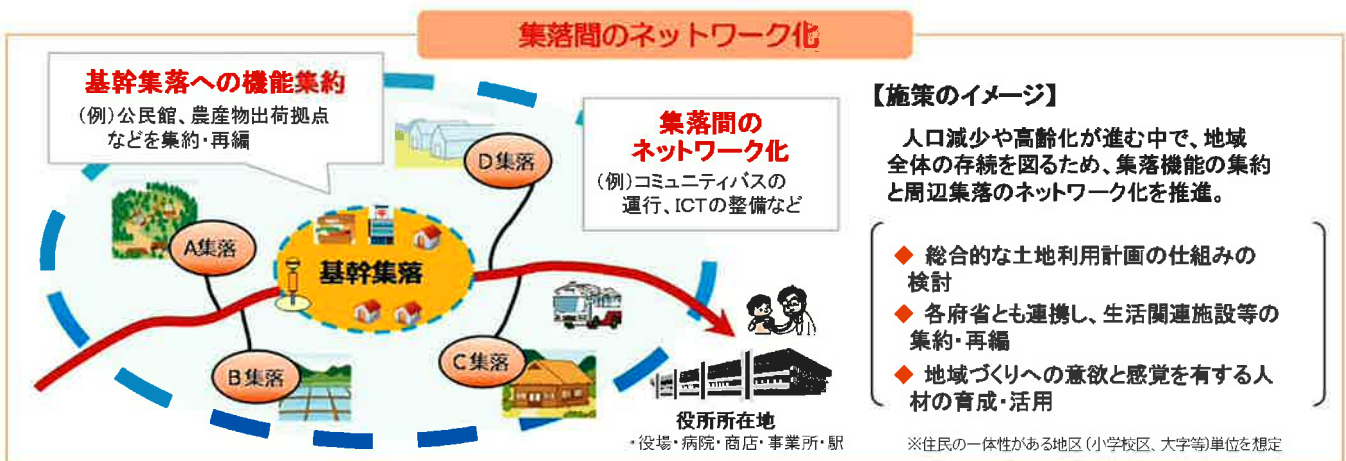 集落間のネットワーク化
基幹集落への機能集約
(例)公民館、農産物出荷拠点
などを集約・再編
集落間の
ネットワーク化
(例)コミュニティバスの
運行、ICTの整備など
D集落
A集落
基幹集落
B集落
C集落
役所所在地
・役場・病院・商店・事業所・駅
【施策のイメージ】
人口減少や高齢化が進む中で、地域
全体の存続を図るため、集落機能の集約
と周辺集落のネットワーク化を推進。
◆ 総合的な土地利用計画の仕組みの
検討
◆ 各府省とも連携し、生活関連施設等の
集約・再編
◆ 地域づくりへの意欲と感覚を有する人
材の育成・活用
※住民の一体性がある地区(小学校区、大字等)単位を想定